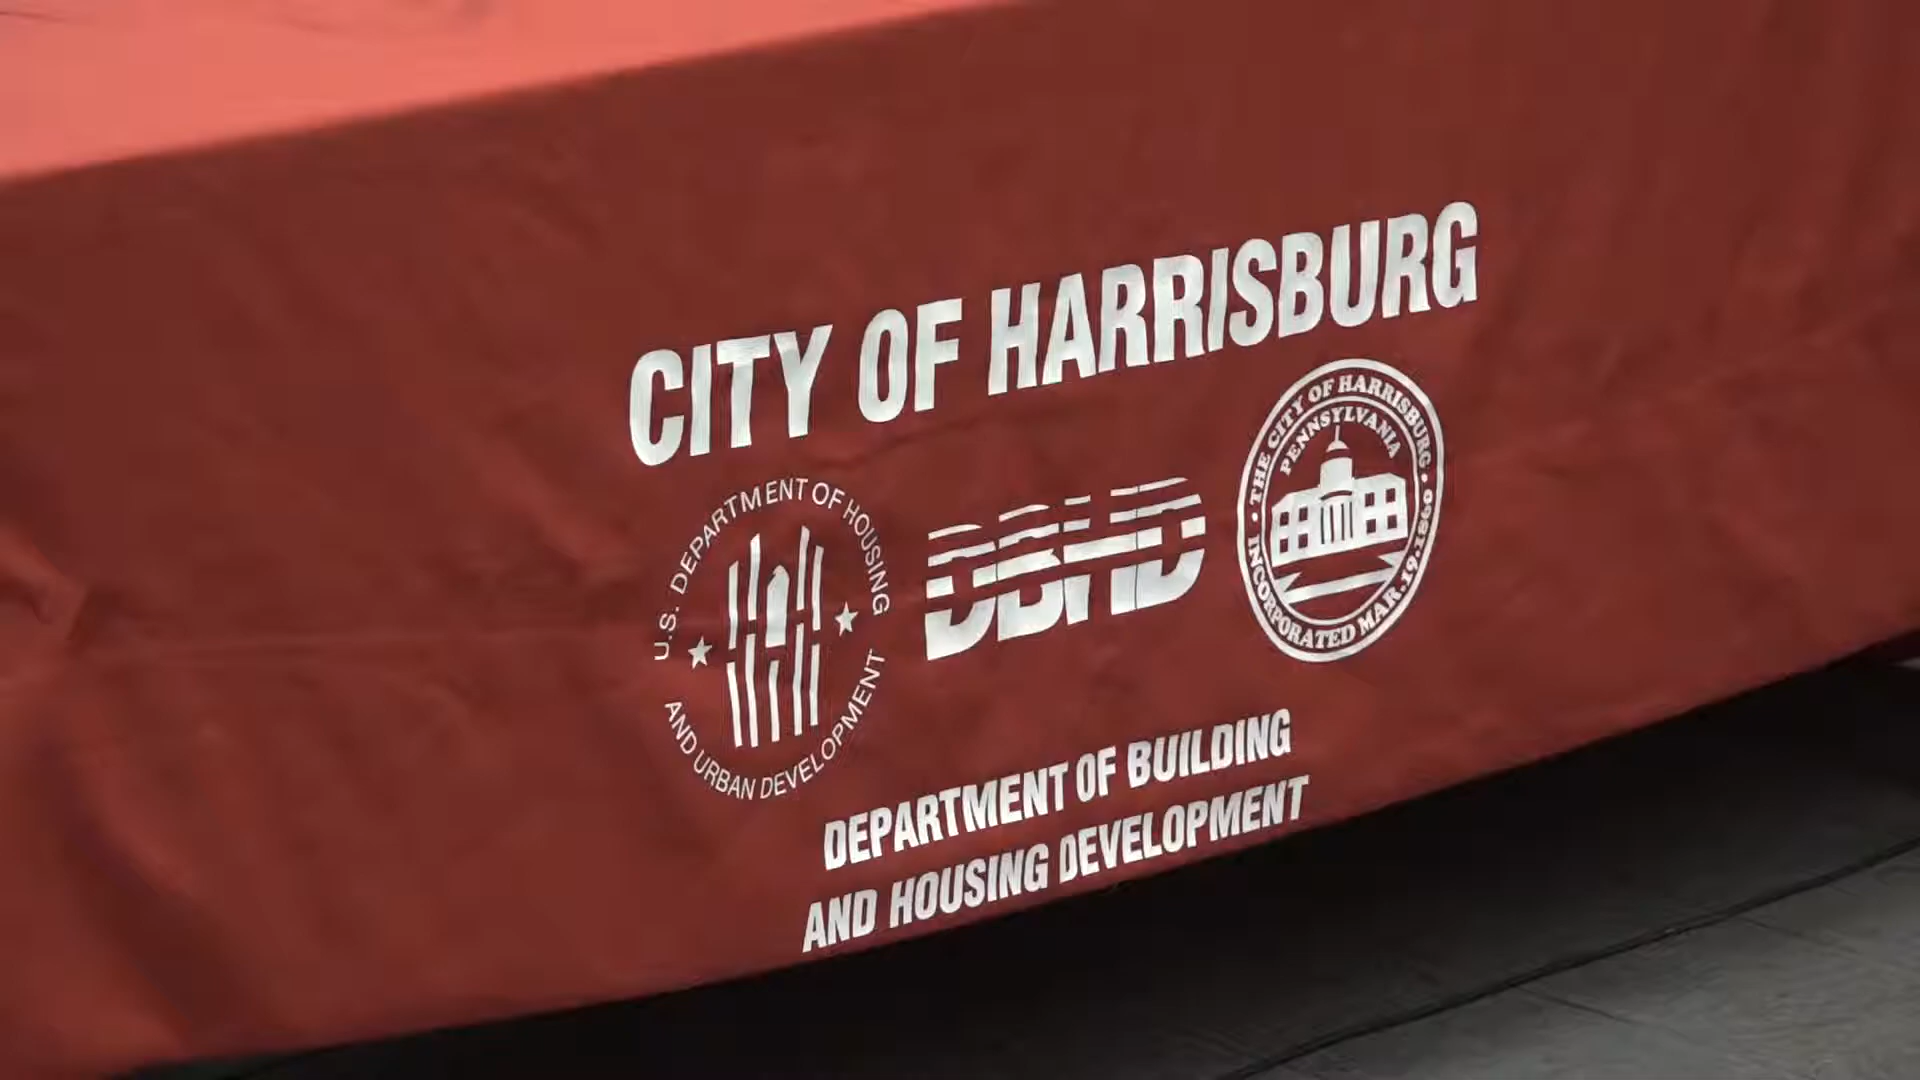 CITY OF HARRISBURG
U.S. DEPARTMENT OF HOUSING
AND URBAN DEVELOPMENT
DBHD
• THE CITY OF HARRISBURG •
PENNSYLVANIA
INCORPORATED MAR. 19. 1860
DEPARTMENT OF BUILDING
AND HOUSING DEVELOPMENT